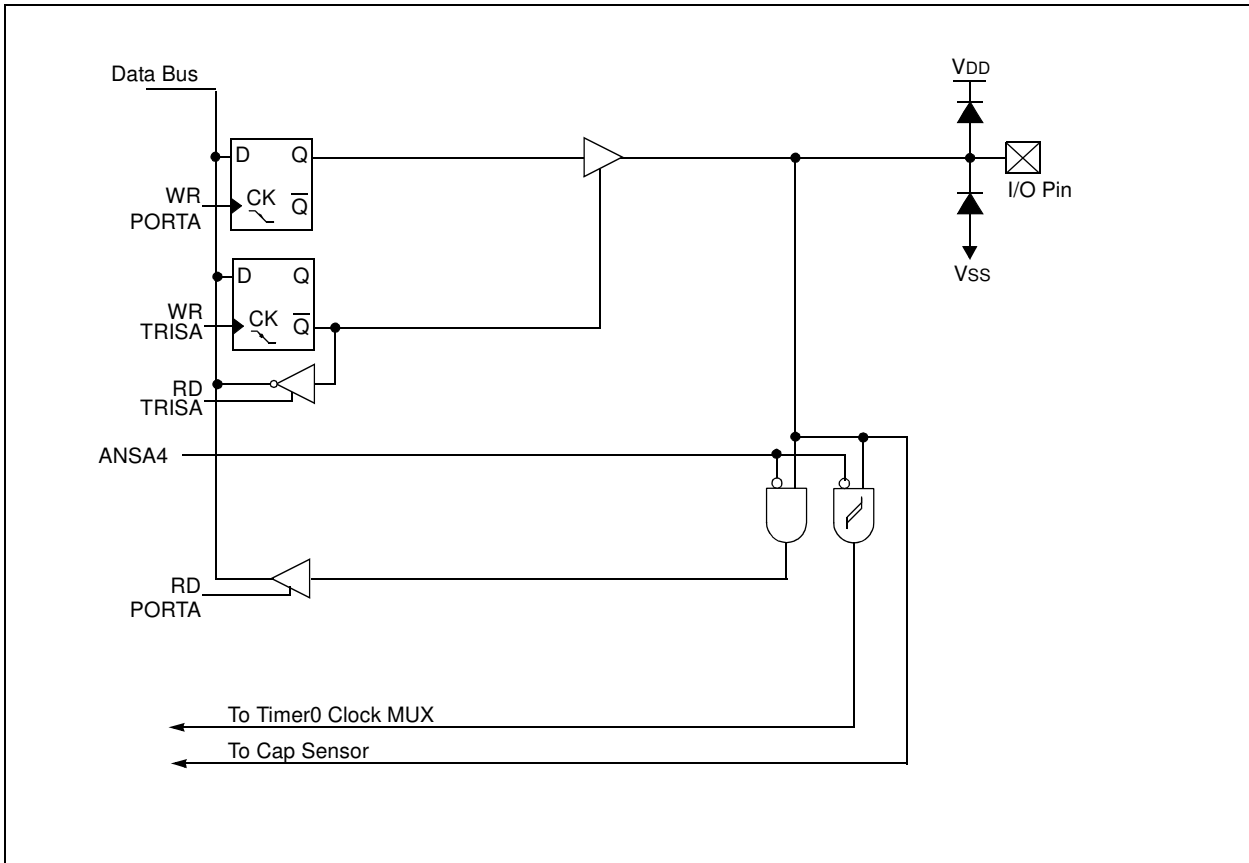 Data Bus
VDD
D Q
WR
PORTA
CK
Q
I/O Pin
D Q
VSS
WR
TRISA
CK
Q
RD
TRISA
ANSA4
RD
PORTA
To Timer0 Clock MUX
To Cap Sensor